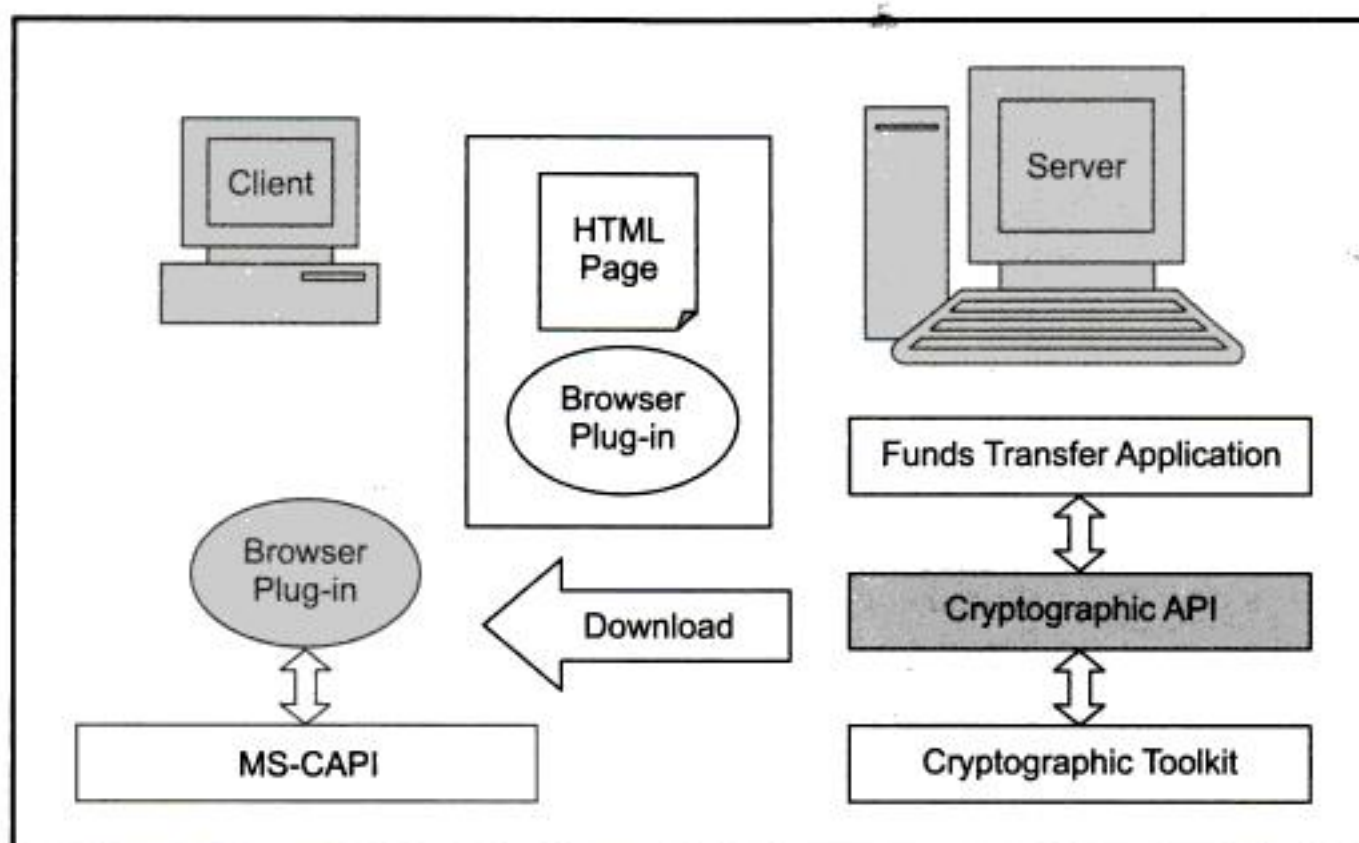 Client
HTML
Page
Server
Browser
Plug-in
Funds Transfer Application
Browser
Plug-in
Download
Cryptographic API
MS-CAPI
Cryptographic Toolkit